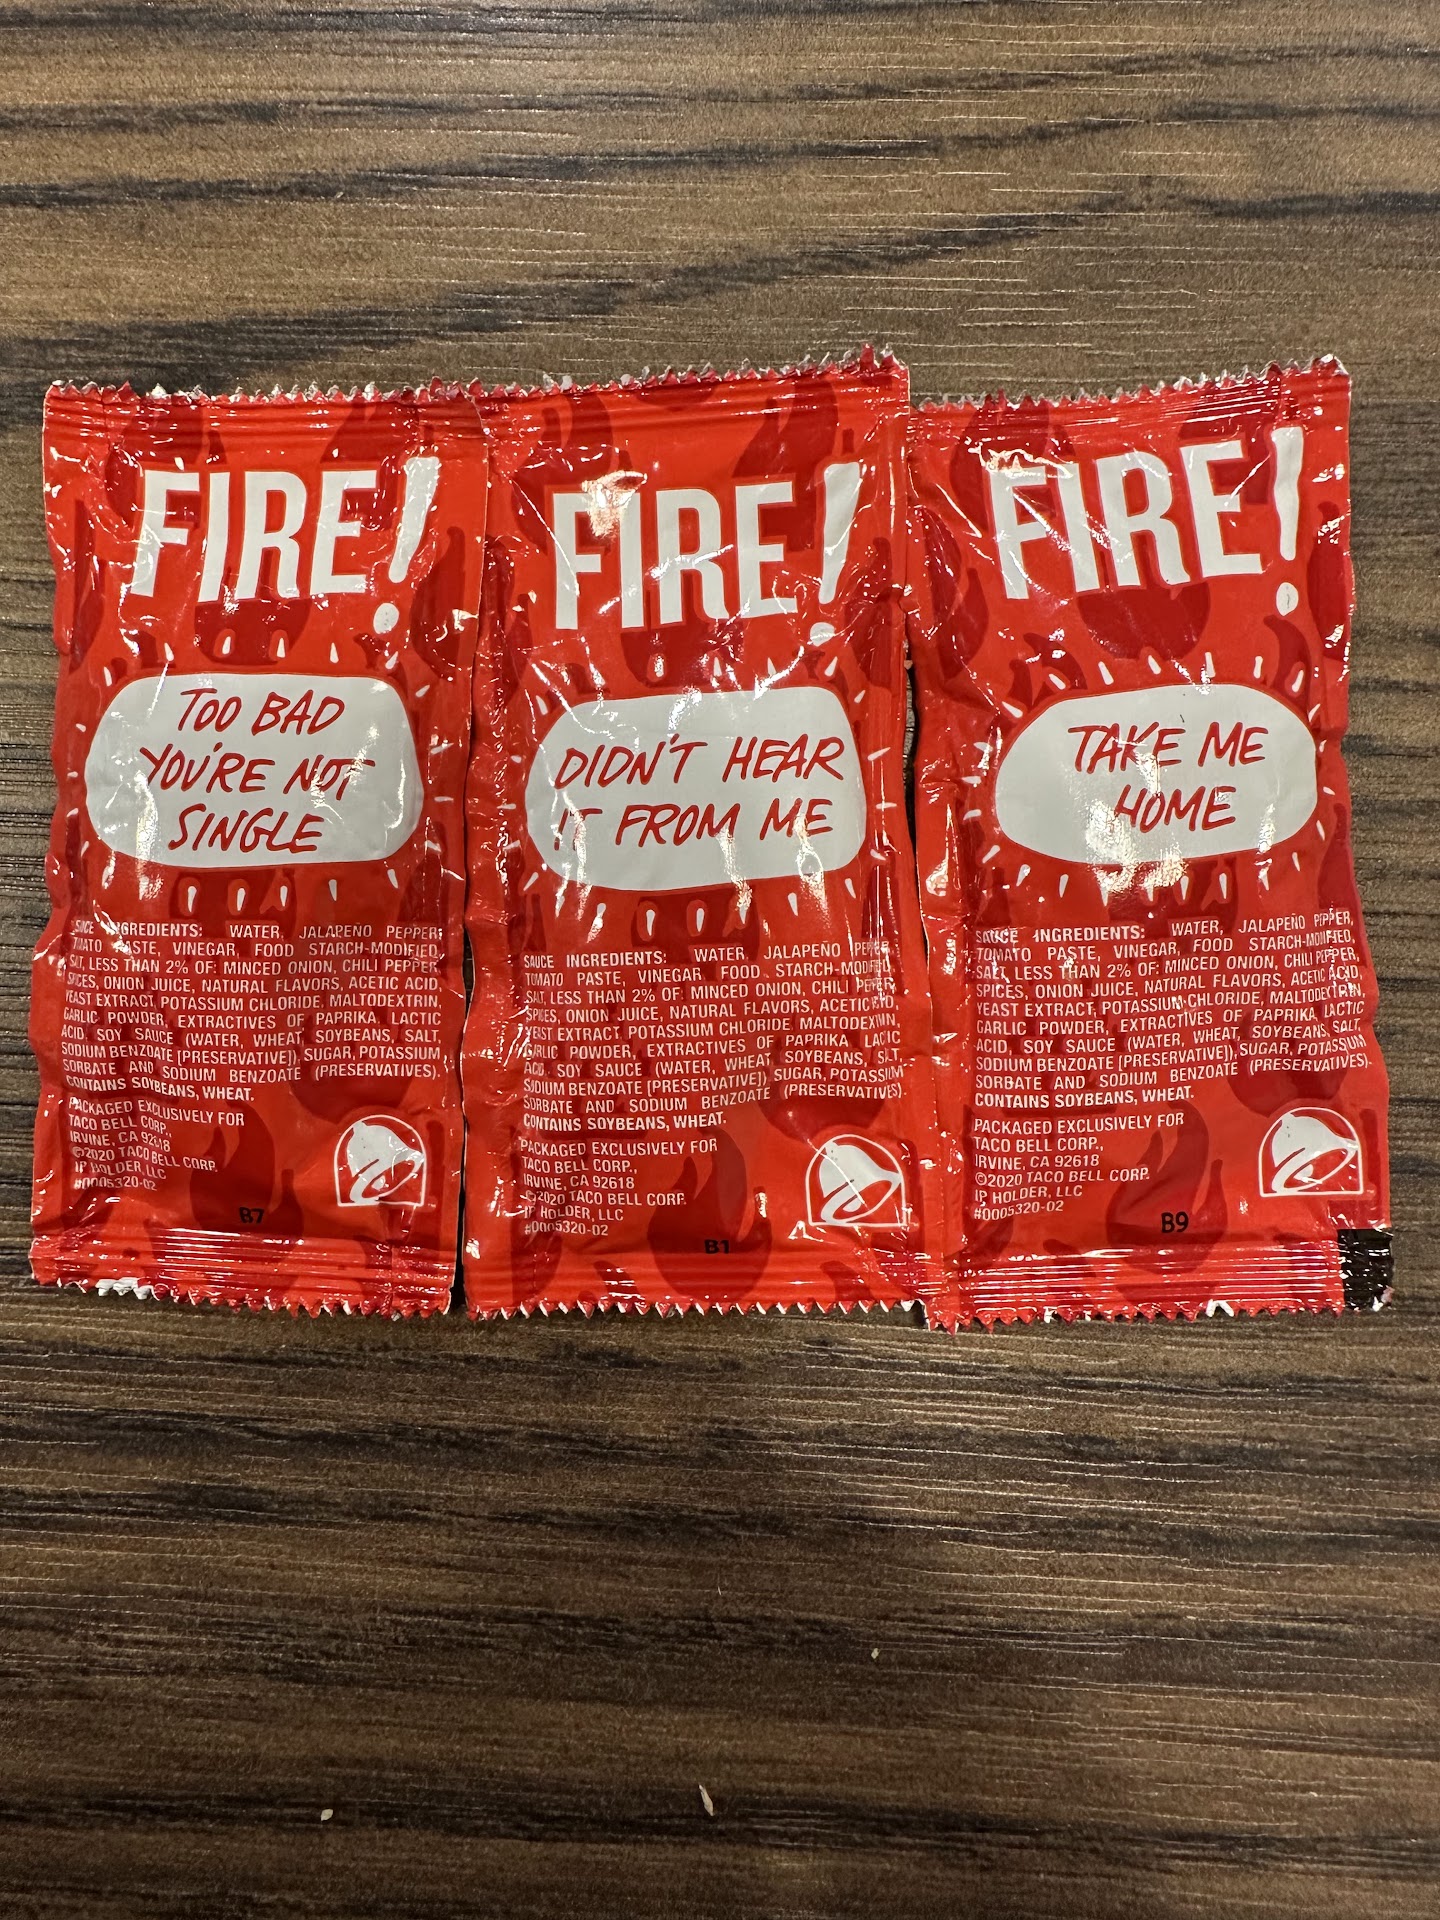 FIRE!
TOO BAD
YOU'RE NOT
SINGLE
SAUCE INGREDIENTS: WATER, JALAPEÑO PEPPER,
TOMATO PASTE, VINEGAR, FOOD STARCH-MODIFIED,
SALT, LESS THAN 2% OF: MINCED ONION, CHILI PEPPER,
SPICES, ONION JUICE, NATURAL FLAVORS, ACETIC ACID,
YEAST EXTRACT, POTASSIUM CHLORIDE, MALTODEXTRIN,
GARLIC POWDER, EXTRACTIVES OF PAPRIKA, LACTIC
ACID, SOY SAUCE (WATER, WHEAT, SOYBEANS, SALT,
SODIUM BENZOATE [PRESERVATIVE]), SUGAR, POTASSIUM
SORBATE AND SODIUM BENZOATE (PRESERVATIVES).
CONTAINS SOYBEANS, WHEAT.
PACKAGED EXCLUSIVELY FOR
TACO BELL CORP.,
IRVINE, CA 92618
©2020 TACO BELL CORP.
IP HOLDER, LLC
#0005320-02
B7
FIRE!
DIDN'T HEAR
IT FROM ME
SAUCE INGREDIENTS: WATER, JALAPEÑO PEPPER,
TOMATO PASTE, VINEGAR, FOOD STARCH-MODIFIED,
SALT, LESS THAN 2% OF: MINCED ONION, CHILI PEPPER,
SPICES, ONION JUICE, NATURAL FLAVORS, ACETIC ACID,
YEAST EXTRACT, POTASSIUM CHLORIDE, MALTODEXTRIN,
GARLIC POWDER, EXTRACTIVES OF PAPRIKA, LACTIC
ACID, SOY SAUCE (WATER, WHEAT, SOYBEANS, SALT,
SODIUM BENZOATE [PRESERVATIVE]), SUGAR, POTASSIUM
SORBATE AND SODIUM BENZOATE (PRESERVATIVES).
CONTAINS SOYBEANS, WHEAT.
PACKAGED EXCLUSIVELY FOR
TACO BELL CORP.,
IRVINE, CA 92618
©2020 TACO BELL CORP.
IP HOLDER, LLC
#0005320-02
B1
FIRE!
TAKE ME
HOME
SAUCE INGREDIENTS: WATER, JALAPEÑO PEPPER,
TOMATO PASTE, VINEGAR, FOOD STARCH-MODIFIED,
SALT, LESS THAN 2% OF: MINCED ONION, CHILI PEPPER,
SPICES, ONION JUICE, NATURAL FLAVORS, ACETIC ACID,
YEAST EXTRACT, POTASSIUM CHLORIDE, MALTODEXTRIN,
GARLIC POWDER, EXTRACTIVES OF PAPRIKA, LACTIC
ACID, SOY SAUCE (WATER, WHEAT, SOYBEANS, SALT,
SODIUM BENZOATE [PRESERVATIVE]), SUGAR, POTASSIUM
SORBATE AND SODIUM BENZOATE (PRESERVATIVES).
CONTAINS SOYBEANS, WHEAT.
PACKAGED EXCLUSIVELY FOR
TACO BELL CORP.,
IRVINE, CA 92618
©2020 TACO BELL CORP.
IP HOLDER, LLC
#0005320-02
B9